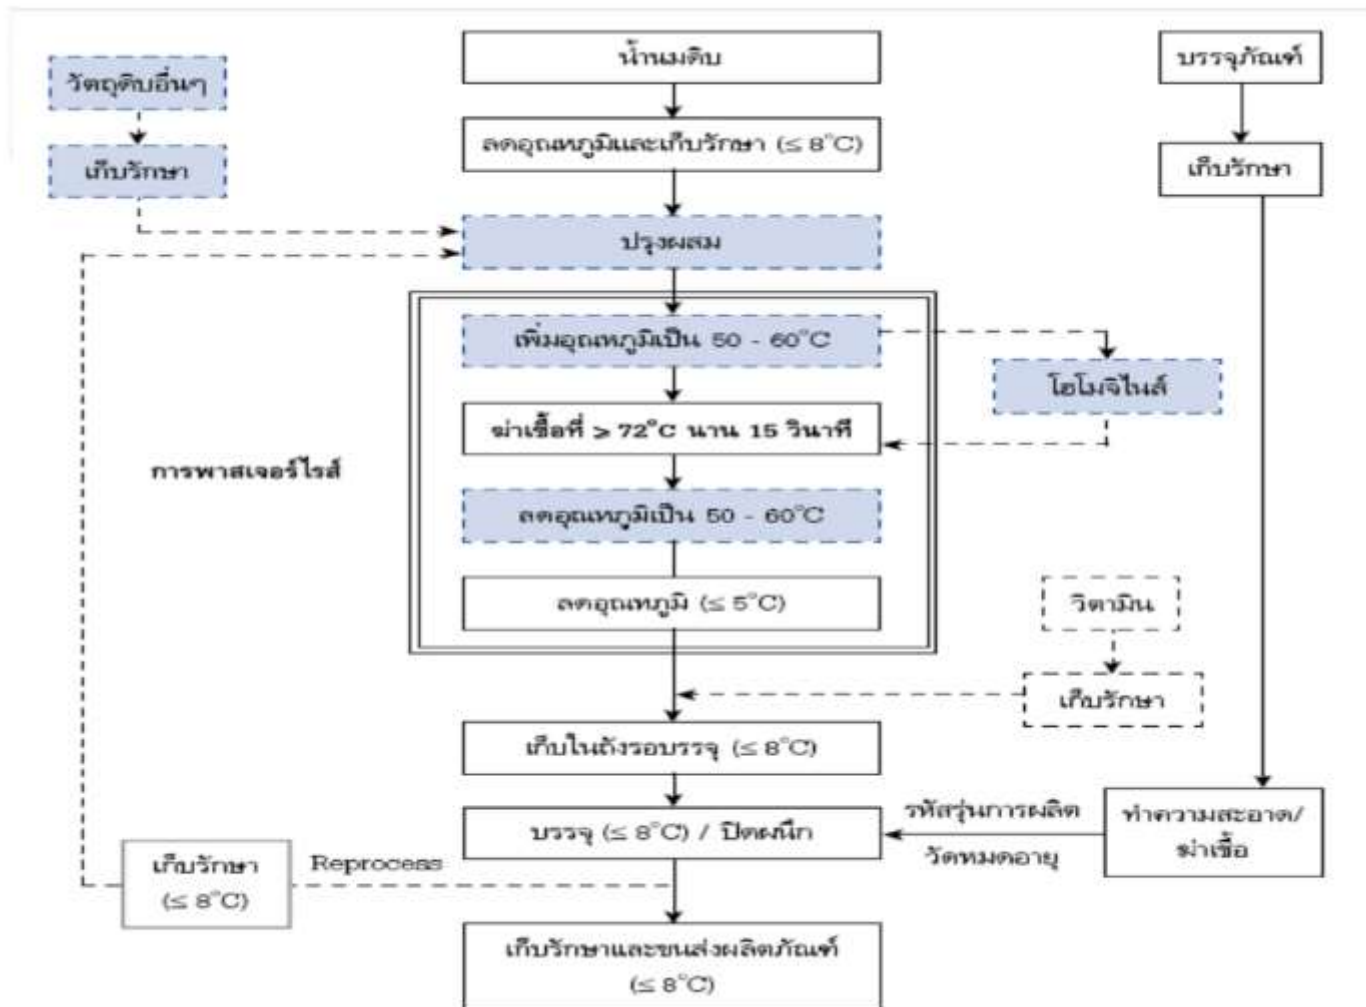 น้ำนมดิบ
บรรจุภัณฑ์
วัตถุดิบอื่นๆ
ลดอุณหภูมิและเก็บรักษา (≤ 8°C)
เก็บรักษา
เก็บรักษา
ปรุงผสม
เพิ่มอุณหภูมิเป็น 50 - 60°C
โฮโมจิไนส์
ฆ่าเชื้อที่ ≥ 72°C นาน 15 วินาที
การพาสเจอร์ไรส์
ลดอุณหภูมิเป็น 50 - 60°C
ลดอุณหภูมิ (≤ 5°C)
วิตามิน
เก็บรักษา
เก็บในถังรอบรรจุ (≤ 8°C)
บรรจุ (≤ 8°C) / ปิดผนึก
รหัสรุ่นการผลิต
วัดหมดอายุ
ทำความสะอาด/
ฆ่าเชื้อ
เก็บรักษา
(≤ 8°C)
Reprocess
เก็บรักษาและขนส่งผลิตภัณฑ์
(≤ 8°C)